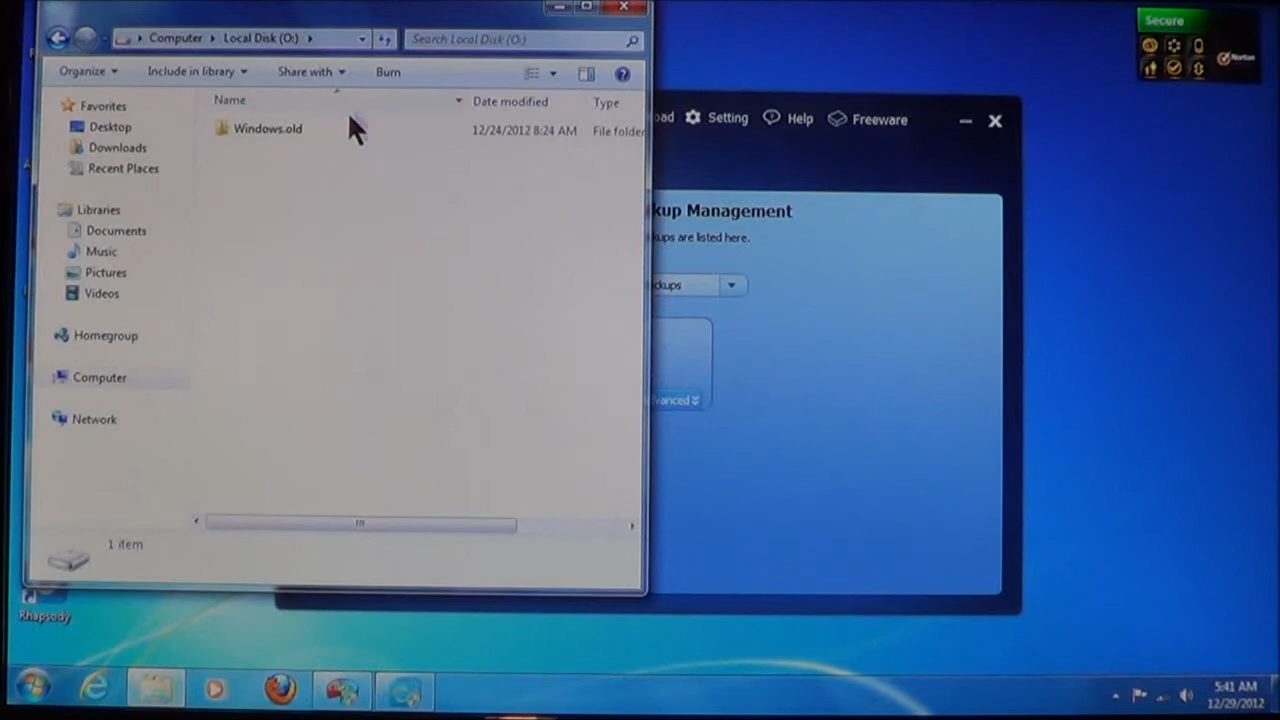 Secure
Norton
Computer
Local Disk (O:)
Search Local Disk (O:)
Organize
Include in library
Share with
Burn
Name
Date modified
Type
Windows.old
12/24/2012 8:24 AM
File folder
Favorites
Desktop
Downloads
Recent Places
Libraries
Documents
Music
Pictures
Videos
Homegroup
Computer
Network
1 item
oad
Setting
Help
Freeware
kup Management
kups are listed here.
ckups
vanced
Rhapsody
5:41 AM
12/29/2012